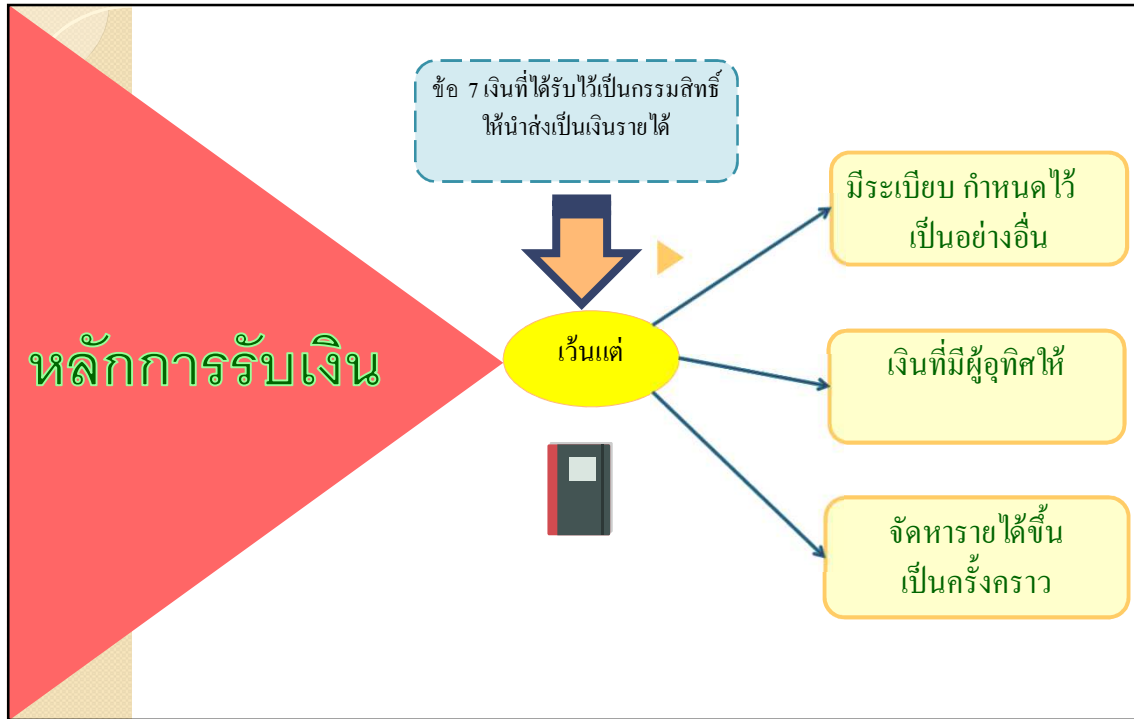 หลักการรับเงิน
ข้อ 7 เงินที่ได้รับไว้เป็นกรรมสิทธิ์
ให้นำส่งเป็นเงินรายได้
เว้นแต่
มีระเบียบ กำหนดไว้
เป็นอย่างอื่น
เงินที่มีผู้อุทิศให้
จัดหารายได้ขึ้น
เป็นครั้งคราว